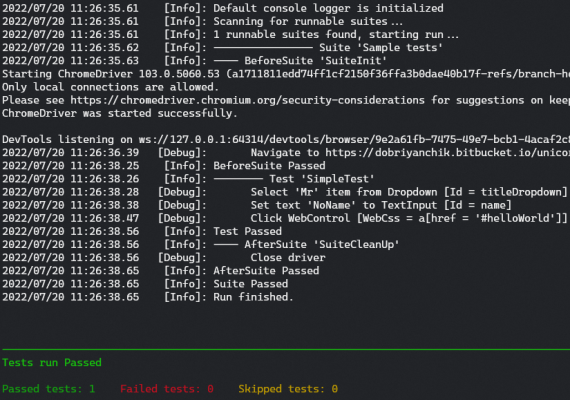 2022/07/20 11:26:35.61 [Info]: Default console logger is initialized
2022/07/20 11:26:35.61 [Info]: Scanning for runnable suites...
2022/07/20 11:26:35.61 [Info]: 1 runnable suites found, starting run...
2022/07/20 11:26:35.62 [Info]: ─────────────── Suite 'Sample tests'
2022/07/20 11:26:35.63 [Info]: ──── BeforeSuite 'SuiteInit'
Starting ChromeDriver 103.0.5060.53 (a1711811edd74ff1cf2150f36ffa3b0dae40b17f-refs/branch-he
Only local connections are allowed.
Please see https://chromedriver.chromium.org/security-considerations for suggestions on keep
ChromeDriver was started successfully.
DevTools listening on ws://127.0.0.1:64314/devtools/browser/9e2a61fb-7475-49e7-bcb1-4acaf2c8
2022/07/20 11:26:36.39 [Debug]: Navigate to https://dobriyanchik.bitbucket.io/unico
2022/07/20 11:26:38.25 [Info]: BeforeSuite Passed
2022/07/20 11:26:38.26 [Info]: ──────── Test 'SimpleTest'
2022/07/20 11:26:38.28 [Debug]: Select 'Mr' item from Dropdown [Id = titleDropdown]
2022/07/20 11:26:38.38 [Debug]: Set text 'NoName' to TextInput [Id = name]
2022/07/20 11:26:38.47 [Debug]: Click WebControl [WebCss = a[href = '#helloWorld']]
2022/07/20 11:26:38.56 [Info]: Test Passed
2022/07/20 11:26:38.56 [Info]: ──── AfterSuite 'SuiteCleanUp'
2022/07/20 11:26:38.56 [Debug]: Close driver
2022/07/20 11:26:38.65 [Info]: AfterSuite Passed
2022/07/20 11:26:38.65 [Info]: Suite Passed
2022/07/20 11:26:38.65 [Info]: Run finished.
Tests run Passed
Passed tests: 1 Failed tests: 0 Skipped tests: 0